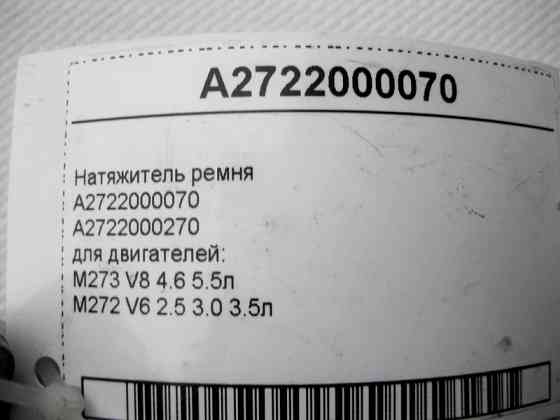 A2722000070
Натяжитель ремня
A2722000070
A2722000270
для двигателей:
M273 V8 4.6 5.5л
M272 V6 2.5 3.0 3.5л